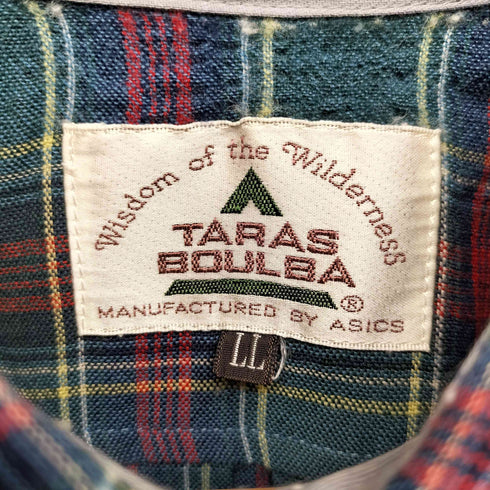 Wisdom of the Wilderness
TARAS
BOULBA
®
MANUFACTURED BY ASICS
LL